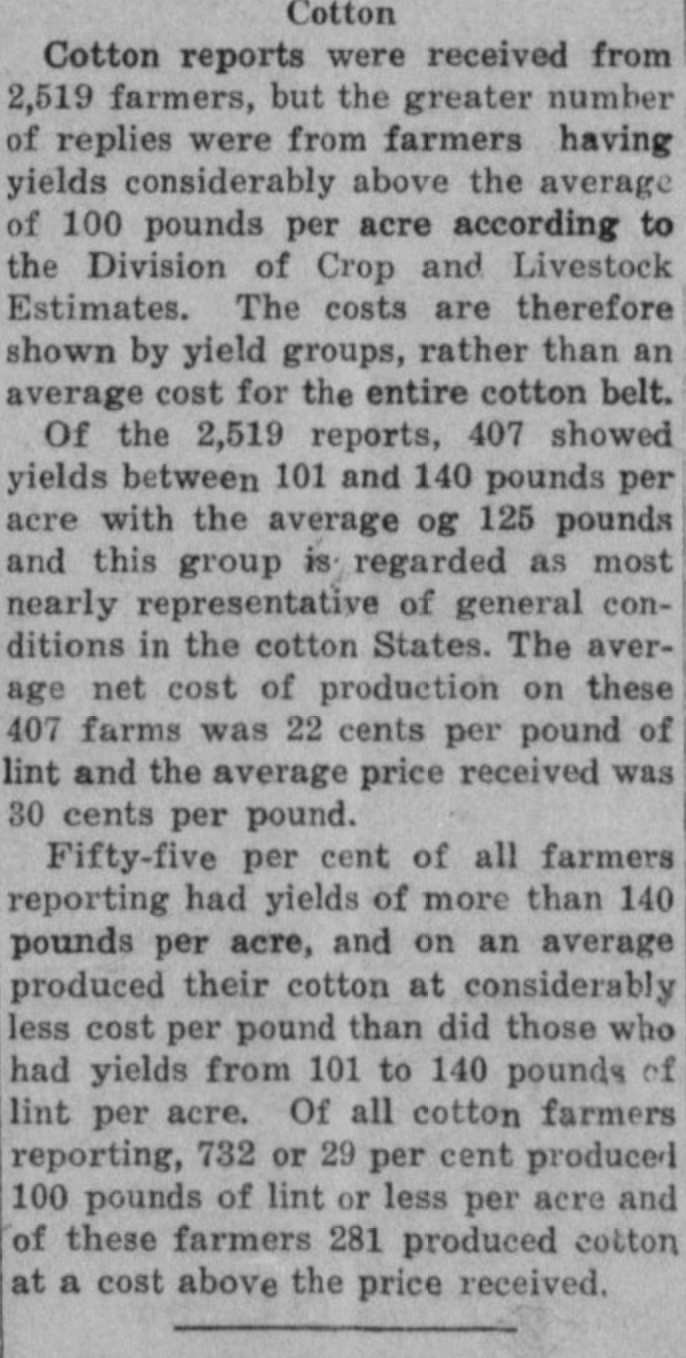 Cotton
Cotton reports were received from
2,519 farmers, but the greater number
of replies were from farmers having
yields considerably above the average
of 100 pounds per acre according to
the Division of Crop and Livestock
Estimates. The costs are therefore
shown by yield groups, rather than an
average cost for the entire cotton belt.
Of the 2,519 reports, 407 showed
yields between 101 and 140 pounds per
acre with the average og 125 pounds
and this group is regarded as most
nearly representative of general con-
ditions in the cotton States. The aver-
age net cost of production on these
407 farms was 22 cents per pound of
lint and the average price received was
30 cents per pound.
Fifty-five per cent of all farmers
reporting had yields of more than 140
pounds per acre, and on an average
produced their cotton at considerably
less cost per pound than did those who
had yields from 101 to 140 pounds of
lint per acre. Of all cotton farmers
reporting, 732 or 29 per cent produced
100 pounds of lint or less per acre and
of these farmers 281 produced cotton
at a cost above the price received.